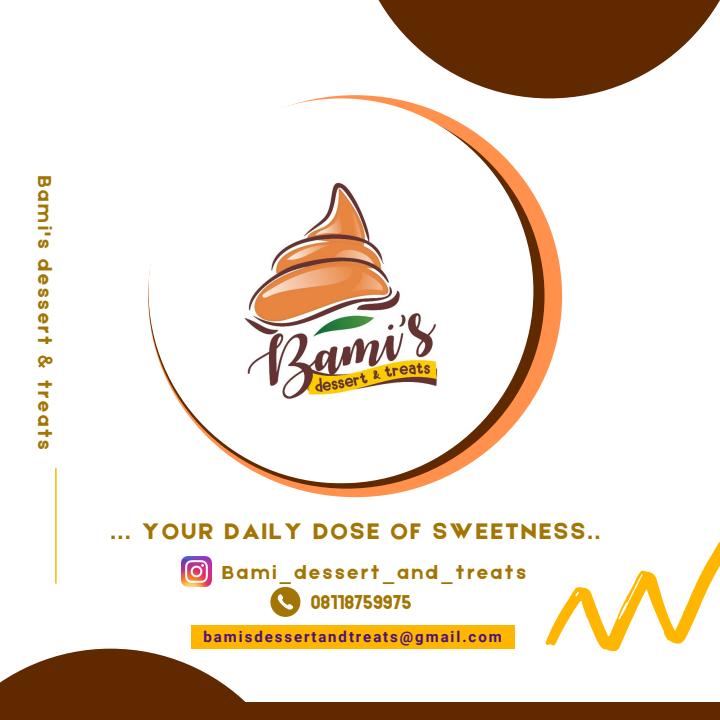 Bami's dessert & treats
Bami's
dessert & treats
... YOUR DAILY DOSE OF SWEETNESS..
Bami_dessert_and_treats
08118759975
bamisdessertandtreats@gmail.com